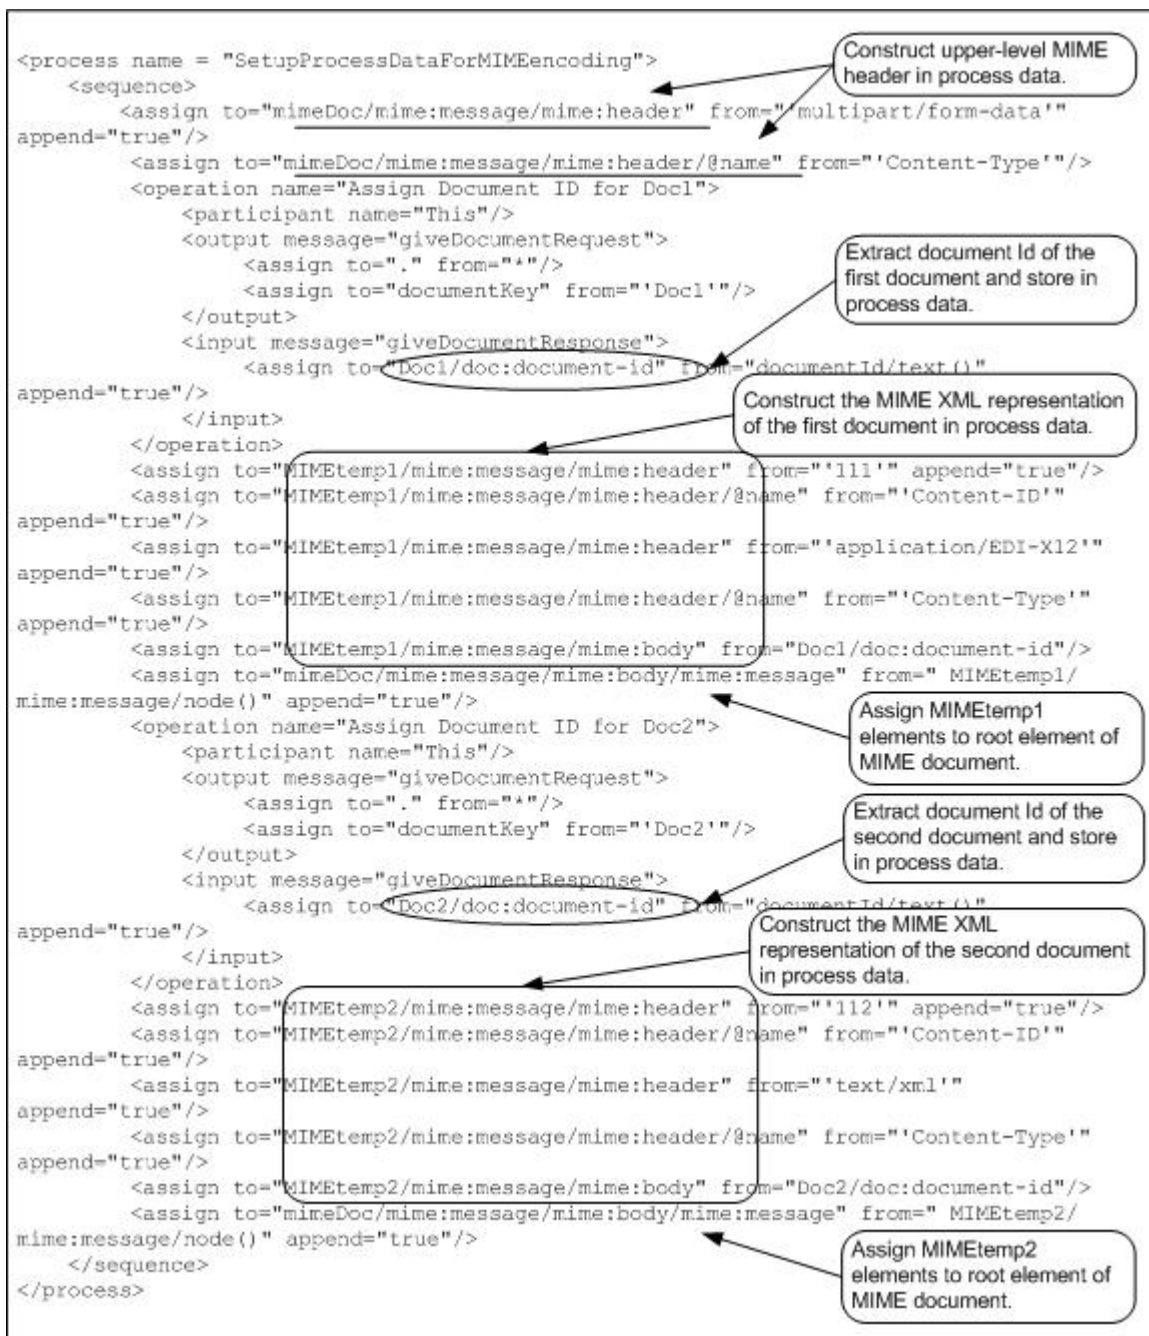 <process name = "SetupProcessDataForMIMEencoding">
<sequence>
<assign to="mimeDoc/mime:message/mime:header" from="'multipart/form-data'"
append="true"/>
<assign to="mimeDoc/mime:message/mime:header/@name" from="'Content-Type'"/>
<operation name="Assign Document ID for Doc1">
<participant name="This"/>
<output message="giveDocumentRequest">
<assign to="." from="*"/>
<assign to="documentKey" from="'Doc1'"/>
</output>
<input message="giveDocumentResponse">
<assign to="Doc1/doc:document-id" from="documentId/text()"
append="true"/>
</input>
</operation>
<assign to="MIMEtemp1/mime:message/mime:header" from="'111'" append="true"/>
<assign to="MIMEtemp1/mime:message/mime:header/@name" from="'Content-ID'"
append="true"/>
<assign to="MIMEtemp1/mime:message/mime:header" from="'application/EDI-X12'"
append="true"/>
<assign to="MIMEtemp1/mime:message/mime:header/@name" from="'Content-Type'"
append="true"/>
<assign to="MIMEtemp1/mime:message/mime:body" from="Doc1/doc:document-id"/>
<assign to="mimeDoc/mime:message/mime:body/mime:message" from=" MIMEtemp1/
mime:message/node()" append="true"/>
<operation name="Assign Document ID for Doc2">
<participant name="This"/>
<output message="giveDocumentRequest">
<assign to="." from="*"/>
<assign to="documentKey" from="'Doc2'"/>
</output>
<input message="giveDocumentResponse">
<assign to="Doc2/doc:document-id" from="documentId/text()"
append="true"/>
</input>
</operation>
<assign to="MIMEtemp2/mime:message/mime:header" from="'112'" append="true"/>
<assign to="MIMEtemp2/mime:message/mime:header/@name" from="'Content-ID'"
append="true"/>
<assign to="MIMEtemp2/mime:message/mime:header" from="'text/xml'"
append="true"/>
<assign to="MIMEtemp2/mime:message/mime:header/@name" from="'Content-Type'"
append="true"/>
<assign to="MIMEtemp2/mime:message/mime:body" from="Doc2/doc:document-id"/>
<assign to="mimeDoc/mime:message/mime:body/mime:message" from=" MIMEtemp2/
mime:message/node()" append="true"/>
</sequence>
</process>
Construct upper-level MIME
header in process data.
Extract document Id of the
first document and store in
process data.
Construct the MIME XML representation
of the first document in process data.
Assign MIMEtemp1
elements to root element of
MIME document.
Extract document Id of the
second document and store
in process data.
Construct the MIME XML
representation of the second document
in process data.
Assign MIMEtemp2
elements to root element of
MIME document.